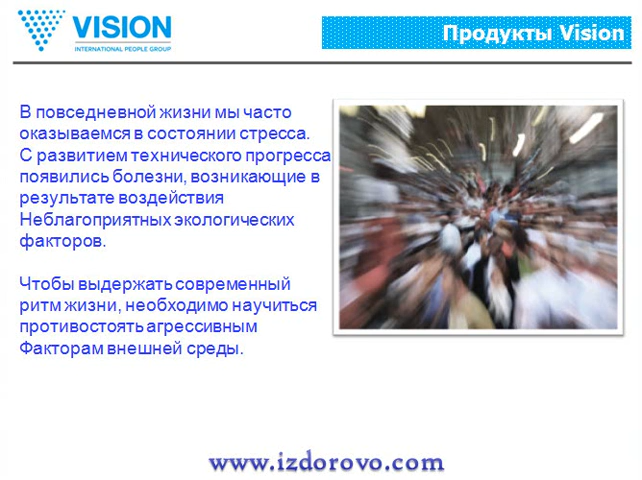 VISION
INTERNATIONAL PEOPLE GROUP
Продукты Vision
В повседневной жизни мы часто
оказываемся в состоянии стресса.
С развитием технического прогресса
появились болезни, возникающие в
результате воздействия
Неблагоприятных экологических
факторов.
Чтобы выдержать современный
ритм жизни, необходимо научиться
противостоять агрессивным
Факторам внешней среды.
www.izdorovo.com